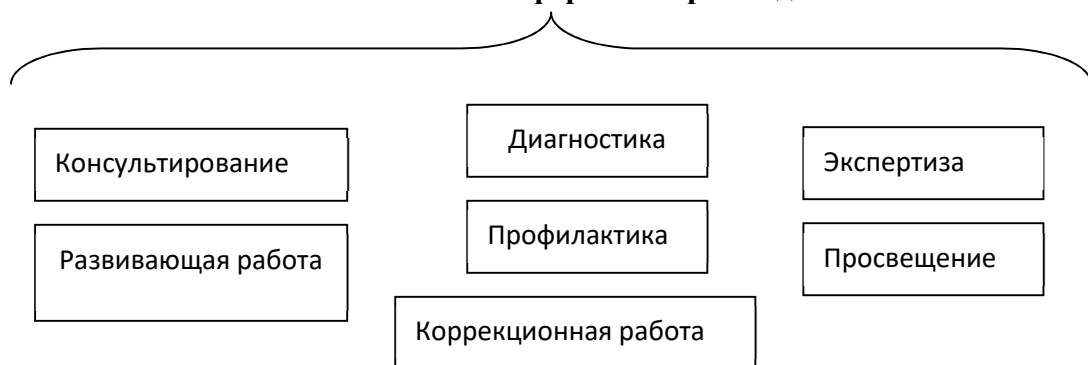 Консультирование
Диагностика
Экспертиза
Развивающая работа
Профилактика
Просвещение
Коррекционная работа